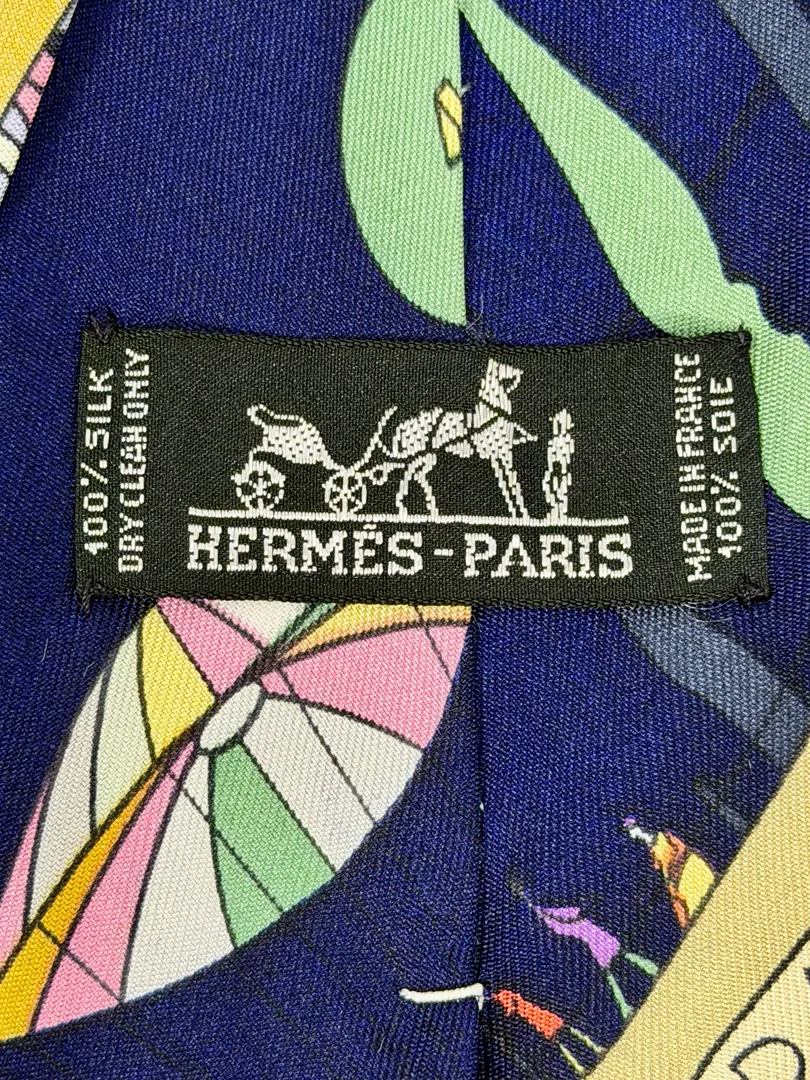 100% SILK
DRY CLEAN ONLY
HERMÈS-PARIS
MADE IN FRANCE
100% SOIE